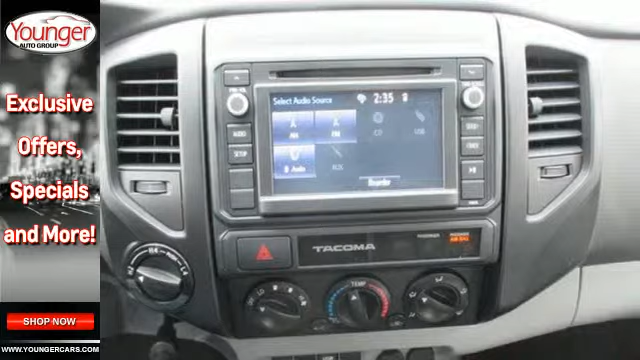 Younger
AUTO GROUP
Exclusive
Offers,
Specials
and More!
SHOP NOW
WWW.YOUNGERCARS.COM
Select Audio Source
2:35
AM
FM
CD
USB
B Audio
AUX
Reorder
AUDIO
SETUP
TACOMA
PASSENGER
AIR BAG
TEMP